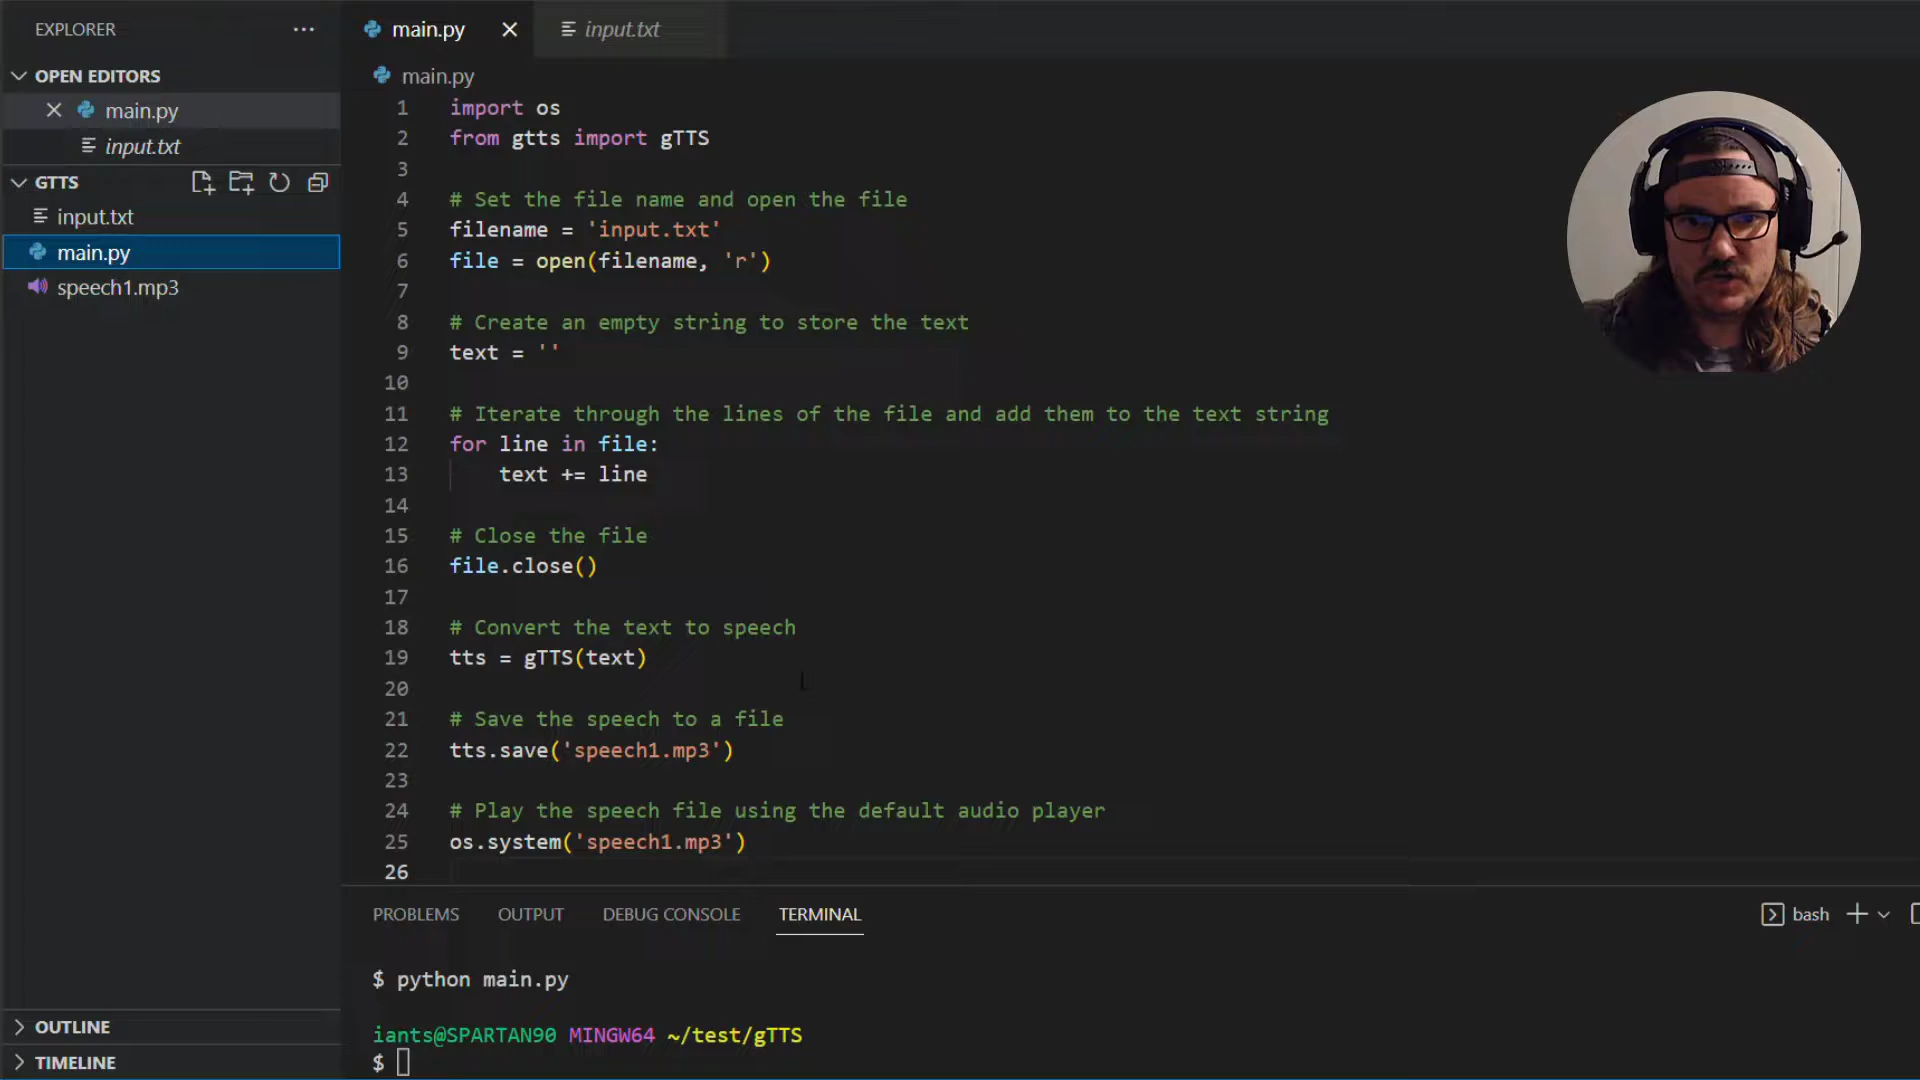 EXPLORER
main.py
input.txt
OPEN EDITORS
main.py
input.txt
GTTS
input.txt
main.py
speech1.mp3
OUTLINE
TIMELINE
main.py
1 import os
2 from gtts import gTTS
3
4 # Set the file name and open the file
5 filename = 'input.txt'
6 file = open(filename, 'r')
7
8 # Create an empty string to store the text
9 text = ''
10
11 # Iterate through the lines of the file and add them to the text string
12 for line in file:
13     text += line
14
15 # Close the file
16 file.close()
17
18 # Convert the text to speech
19 tts = gTTS(text)
20
21 # Save the speech to a file
22 tts.save('speech1.mp3')
23
24 # Play the speech file using the default audio player
25 os.system('speech1.mp3')
26
PROBLEMS OUTPUT DEBUG CONSOLE TERMINAL
bash
$ python main.py
iants@SPARTAN90 MINGW64 ~/test/gTTS
$